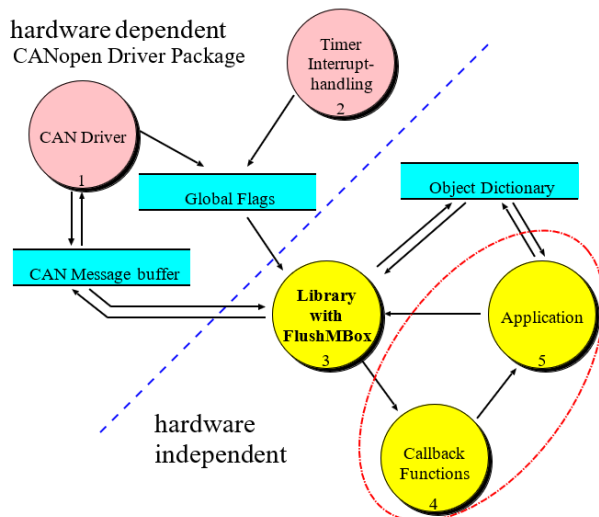 hardware dependent
CANopen Driver Package
Timer
Interrupt-
handling
2
CAN Driver
1
Global Flags
Object Dictionary
CAN Message buffer
Library
with
FlushMBox
3
Application
5
hardware
independent
Callback
Functions
4